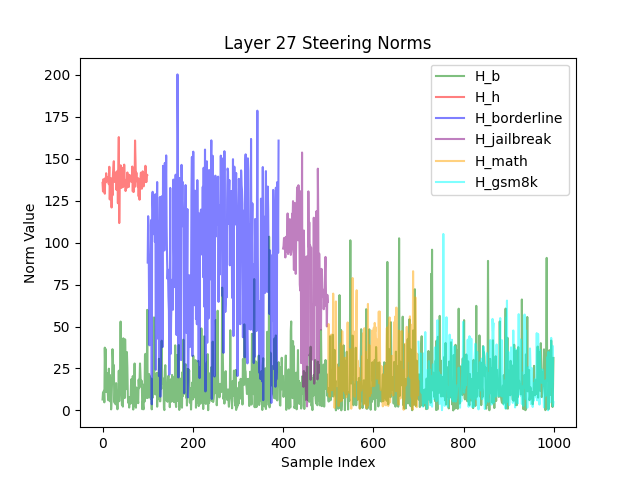 Layer 27 Steering Norms
Norm Value
200
175
150
125
100
75
50
25
0
H_b
H_h
H_borderline
H_jailbreak
H_math
H_gsm8k
0
200
400
600
800
1000
Sample Index